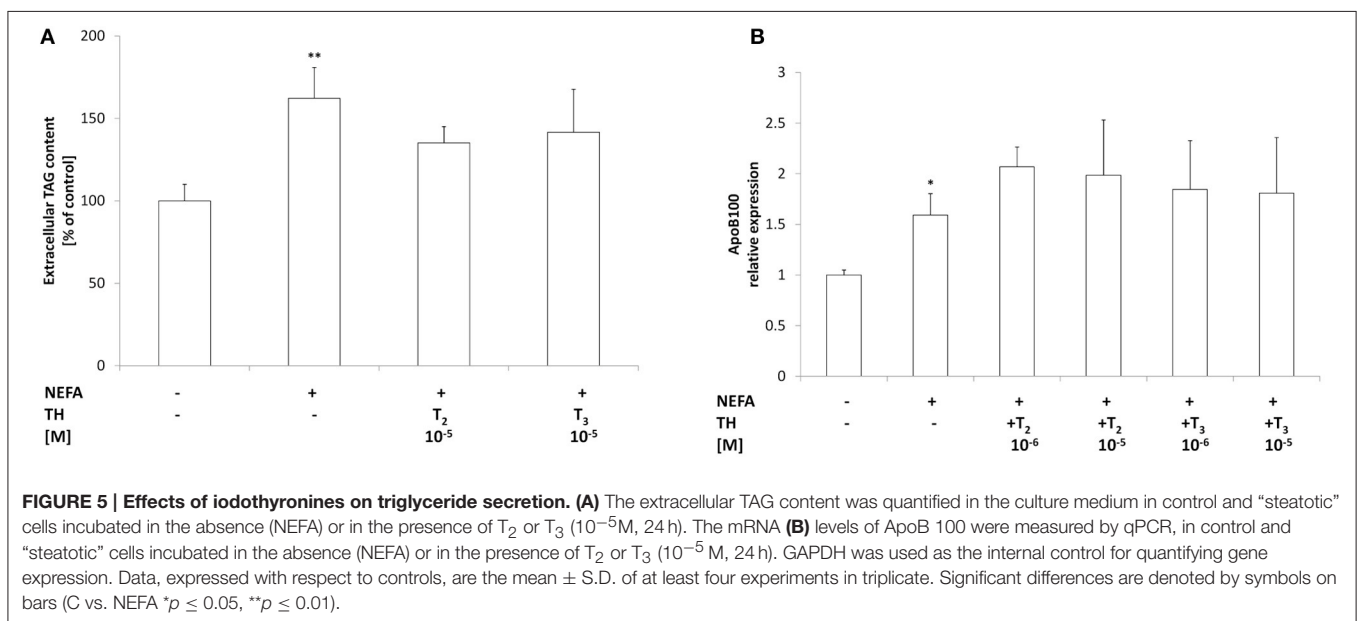 A
200
**
150
100
50
0
Extracellular TAG content
[% of control]
NEFA - + + +
TH - - T₂ T₃
[M] 10⁻⁵ 10⁻⁵
B
3
2.5
2
1.5
1
0.5
0
*
ApoB100
relative expression
NEFA - + + + + +
TH - - +T₂ +T₂ +T₃ +T₃
[M] 10⁻⁶ 10⁻⁵ 10⁻⁶ 10⁻⁵
FIGURE 5 | Effects of iodothyronines on triglyceride secretion. (A) The extracellular TAG content was quantified in the culture medium in control and “steatotic”
cells incubated in the absence (NEFA) or in the presence of T₂ or T₃ (10⁻⁵M, 24 h). The mRNA (B) levels of ApoB 100 were measured by qPCR, in control and
“steatotic” cells incubated in the absence (NEFA) or in the presence of T₂ or T₃ (10⁻⁵ M, 24 h). GAPDH was used as the internal control for quantifying gene
expression. Data, expressed with respect to controls, are the mean ± S.D. of at least four experiments in triplicate. Significant differences are denoted by symbols on
bars (C vs. NEFA *p ≤ 0.05, **p ≤ 0.01).